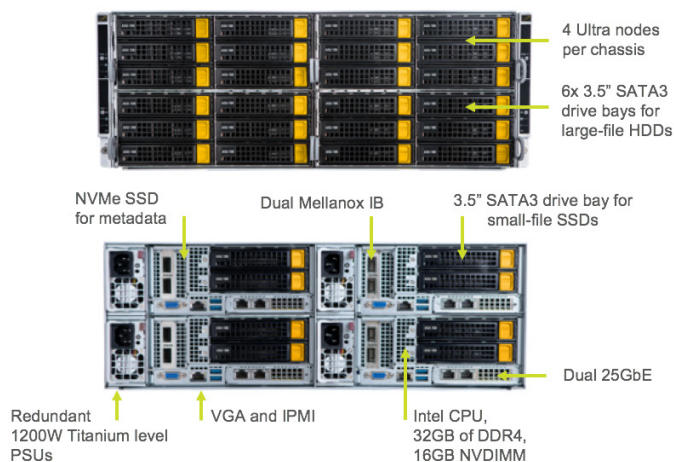 4 Ultra nodes
per chassis
6x 3.5” SATA3
drive bays for
large-file HDDs
NVMe SSD
for metadata
Dual Mellanox IB
3.5” SATA3 drive bay for
small-file SSDs
Dual 25GbE
Redundant
1200W Titanium level
PSUs
VGA and IPMI
Intel CPU,
32GB of DDR4,
16GB NVDIMM